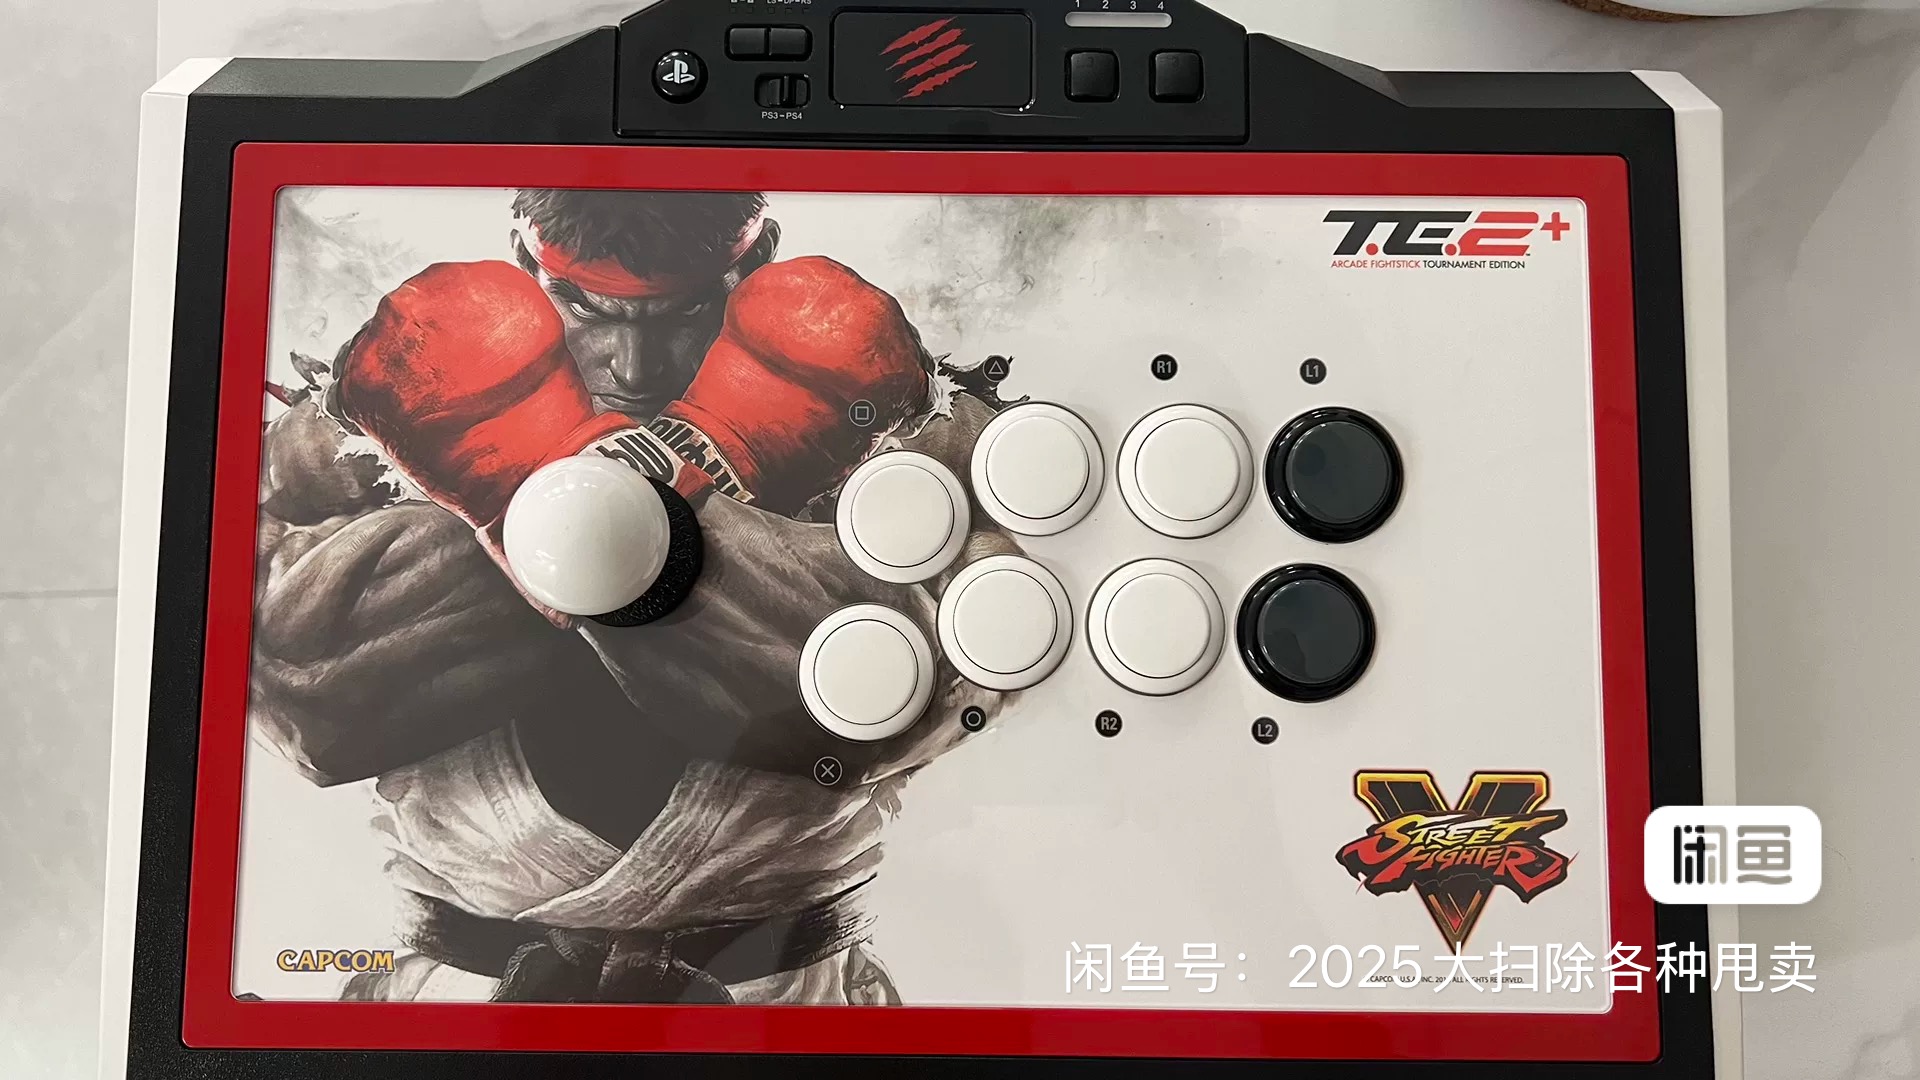 1 2 3 4
PS3-PS4
T.E.2+
ARCADE FIGHTSTICK TOURNAMENT EDITION
R1
L1
R2
L2
STREET
FIGHTER
V
CAPCOM
闲鱼
闲鱼号：2025大扫除各种甩卖